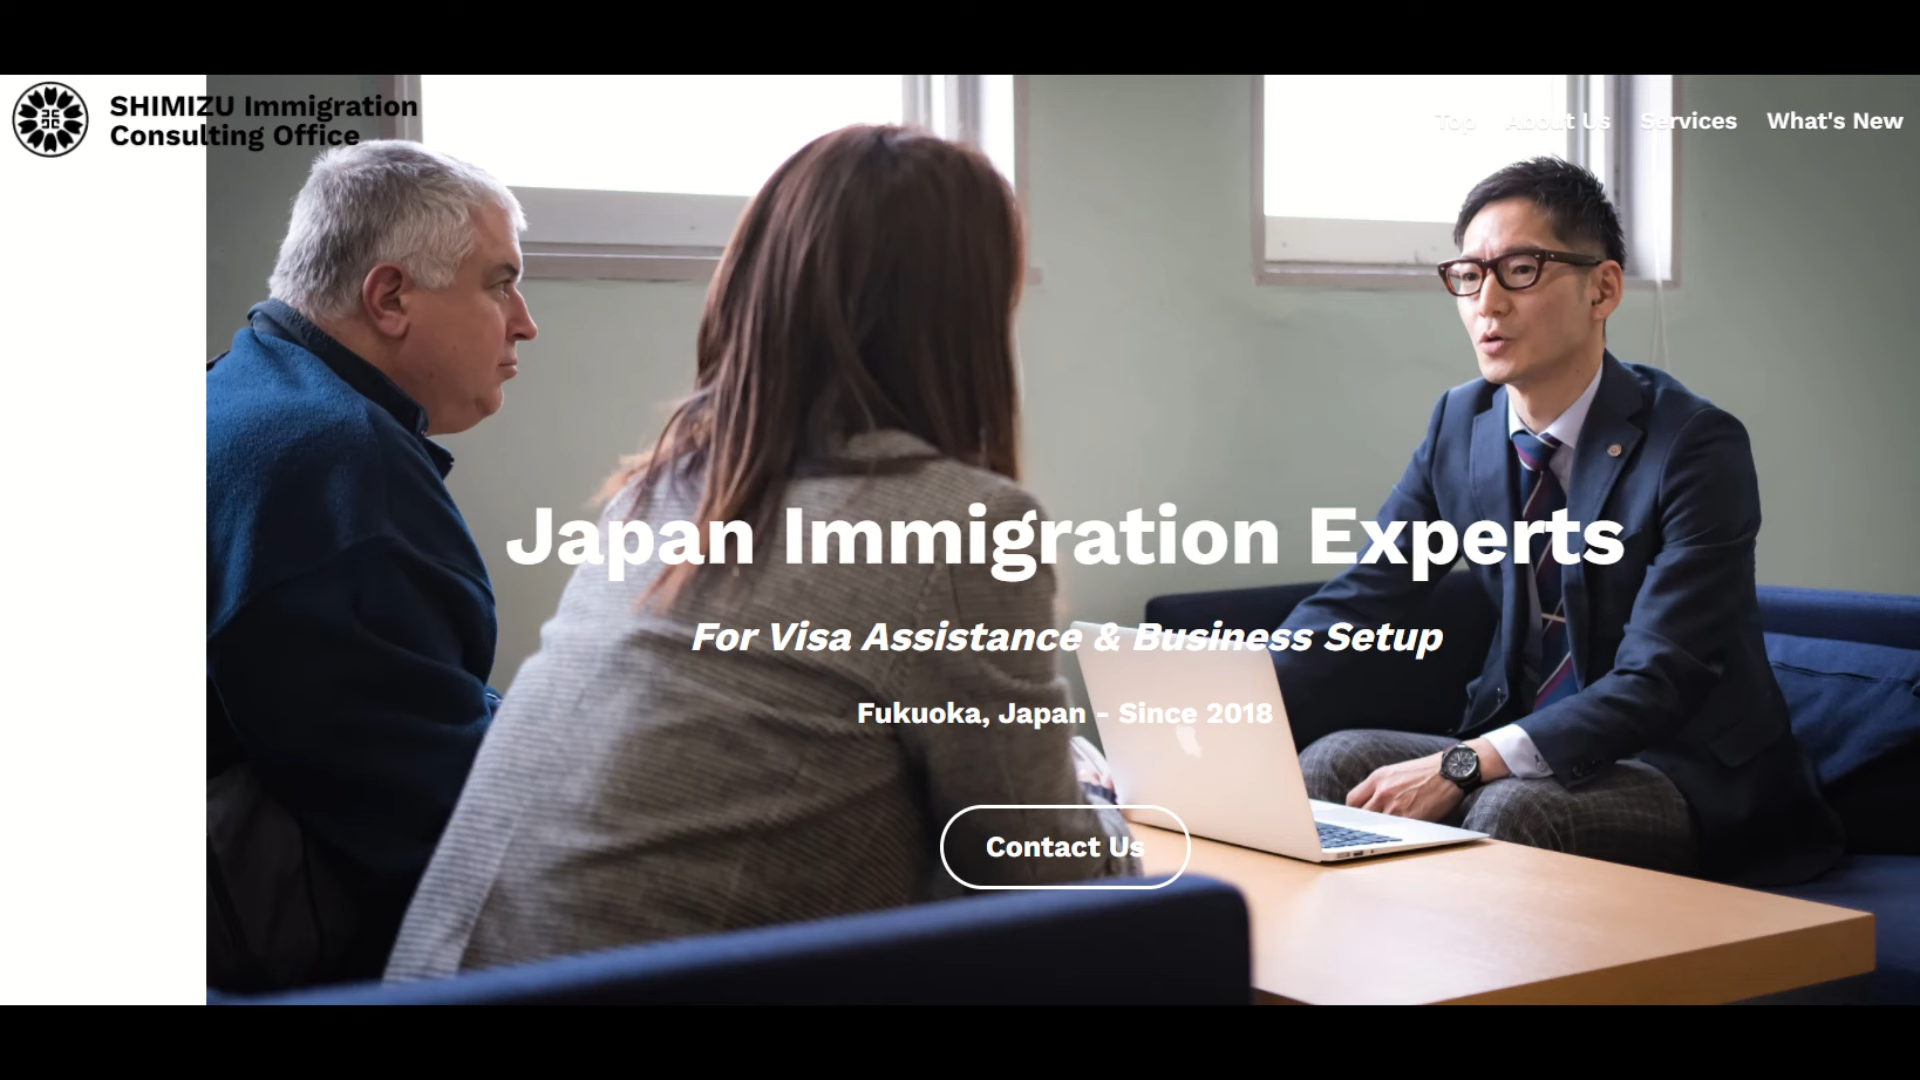 SHIMIZU Immigration
Consulting Office
Top About Us Services What's New
Japan Immigration Experts
For Visa Assistance & Business Setup
Fukuoka, Japan - Since 2018
Contact Us